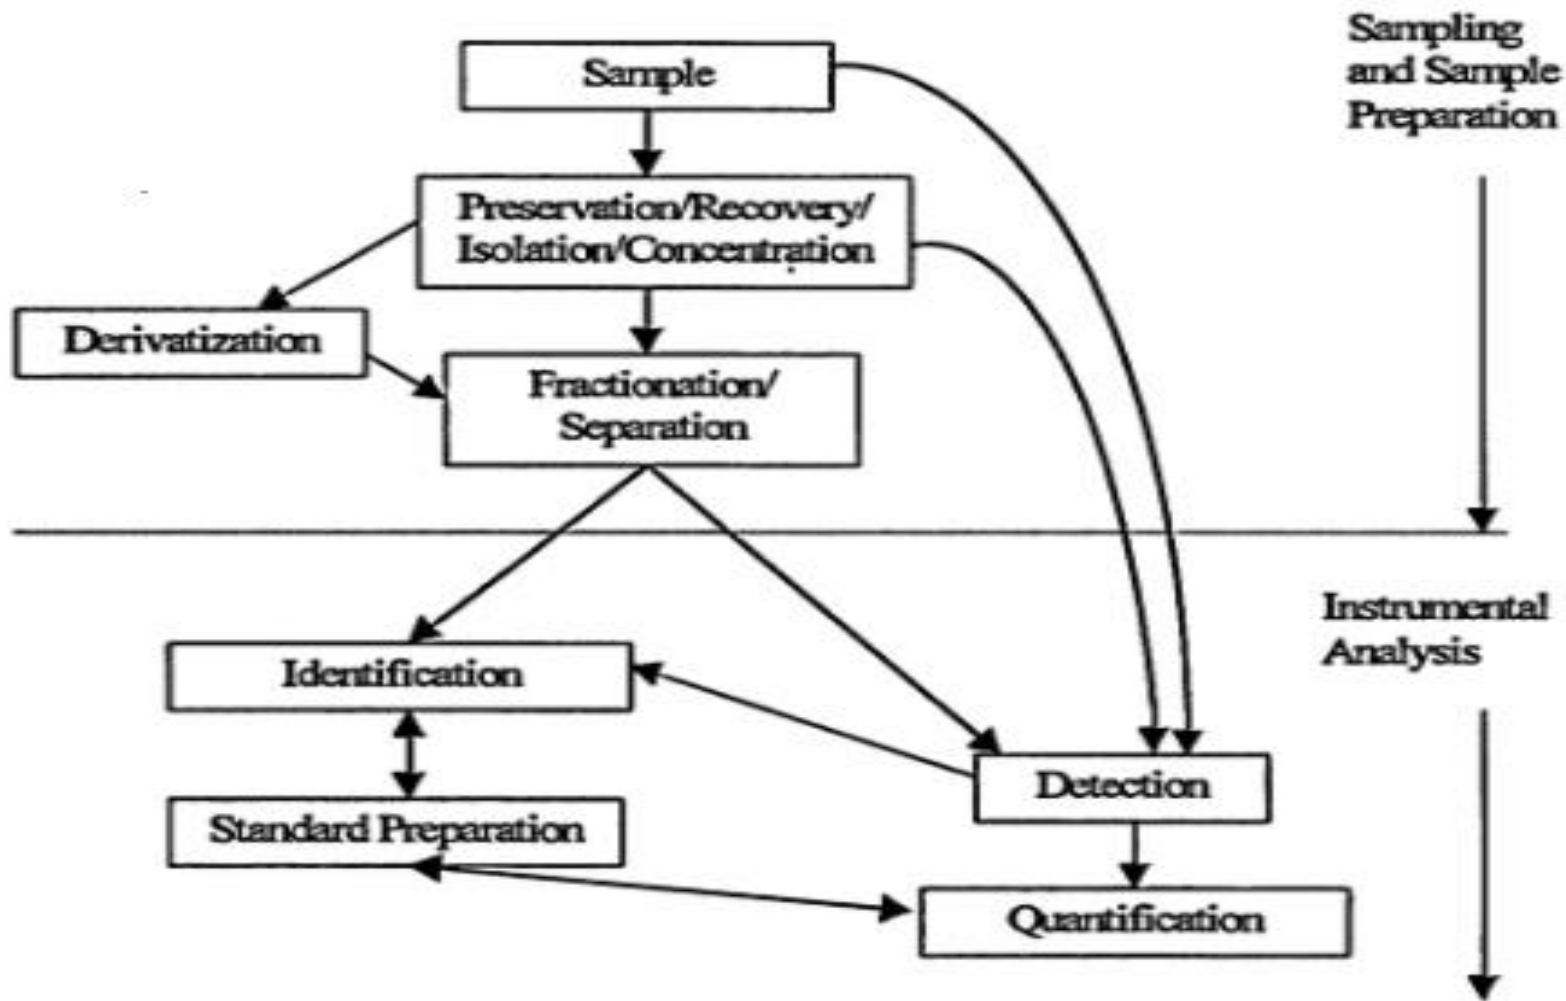 Sampling
and Sample
Preparation
Sample
Preservation/Recovery/
Isolation/Concentration
Derivatization
Fractionation/
Separation
Instrumental
Analysis
Identification
Detection
Standard Preparation
Quantification